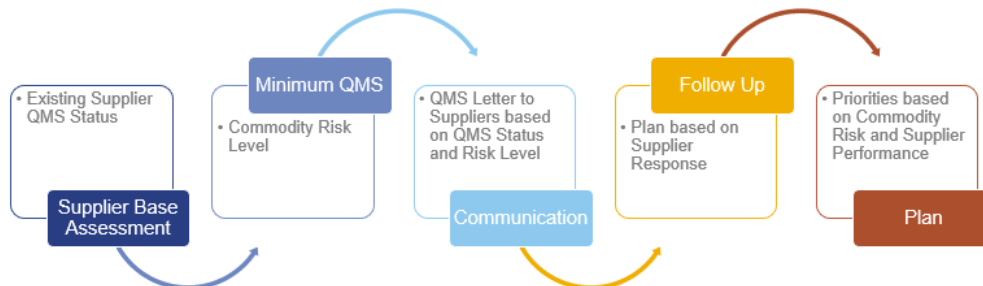 • Existing Supplier
QMS Status
Supplier Base
Assessment
Minimum QMS
• Commodity Risk
Level
• QMS Letter to
Suppliers based
on QMS Status
and Risk Level
Communication
Follow Up
• Plan based on
Supplier
Response
• Priorities based
on Commodity
Risk and Supplier
Performance
Plan